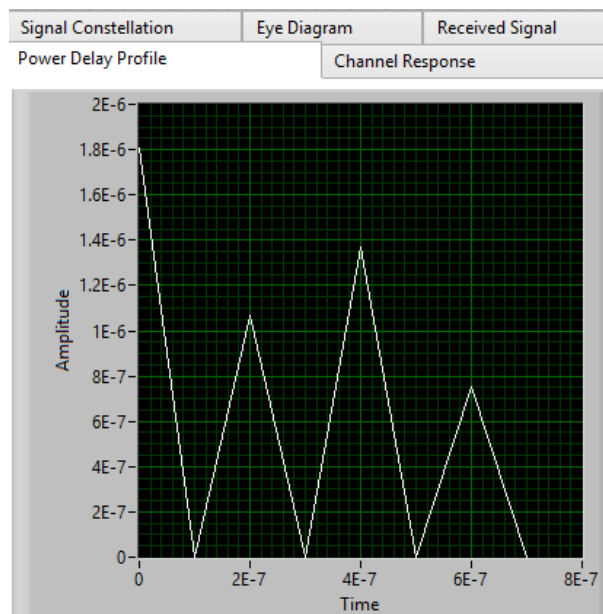 Signal Constellation Eye Diagram Received Signal
Power Delay Profile Channel Response
2E-6
1.8E-6
1.6E-6
1.4E-6
1.2E-6
1E-6
8E-7
6E-7
4E-7
2E-7
0
Amplitude
0 2E-7 4E-7 6E-7 8E-7
Time